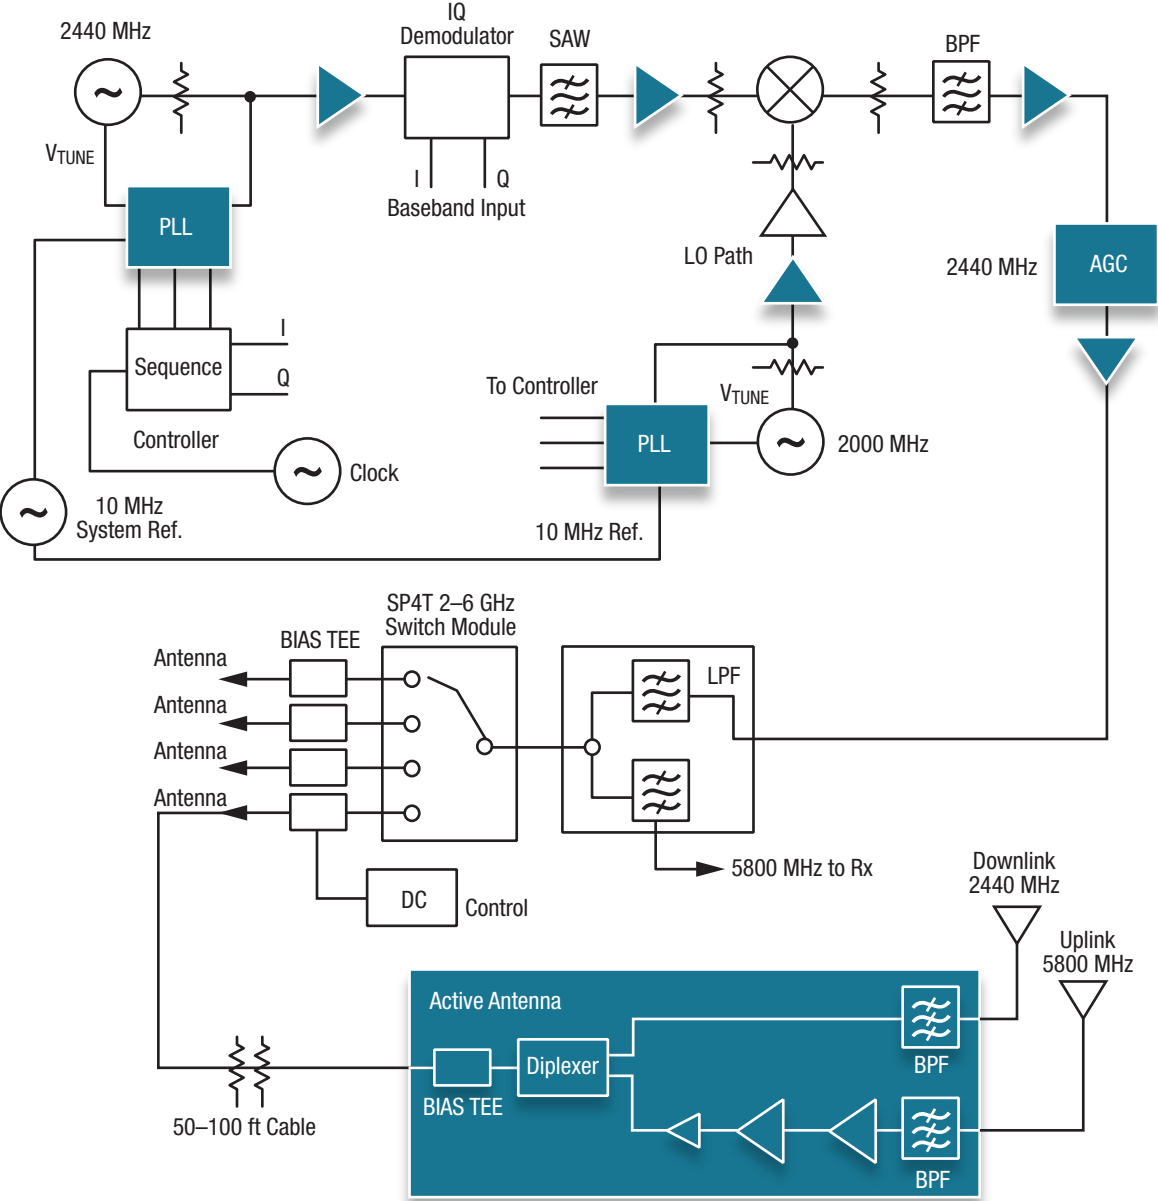 2440 MHz
IQ
Demodulator
SAW
BPF
VTUNE
I
Q
Baseband Input
PLL
LO Path
2440 MHz
AGC
I
Sequence
Q
Controller
To Controller
VTUNE
PLL
2000 MHz
Clock
10 MHz
System Ref.
10 MHz Ref.
SP4T 2–6 GHz
Switch Module
BIAS TEE
Antenna
LPF
Antenna
Antenna
Antenna
5800 MHz to Rx
DC
Control
Downlink
2440 MHz
Uplink
5800 MHz
Active Antenna
Diplexer
BPF
BIAS TEE
50–100 ft Cable
BPF